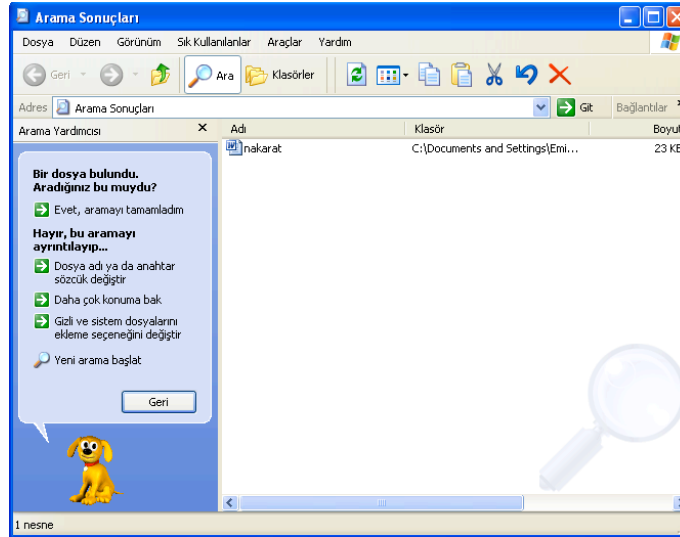 Arama Sonuçları
Dosya Düzen Görünüm Sık Kullanılanlar Araçlar Yardım
Geri Ara Klasörler
Adres Arama Sonuçları Git Bağlantılar
Arama Yardımcısı
Adı Klasör Boyut
nakarat C:\Documents and Settings\Emi... 23 KB
Bir dosya bulundu.
Aradığınız bu muydu?
Evet, aramayı tamamladım
Hayır, bu aramayı
ayrıntılayıp...
Dosya adı ya da anahtar
sözcük değiştir
Daha çok konuma bak
Gizli ve sistem dosyalarını
ekleme seçeneğini değiştir
Yeni arama başlat
Geri
1 nesne